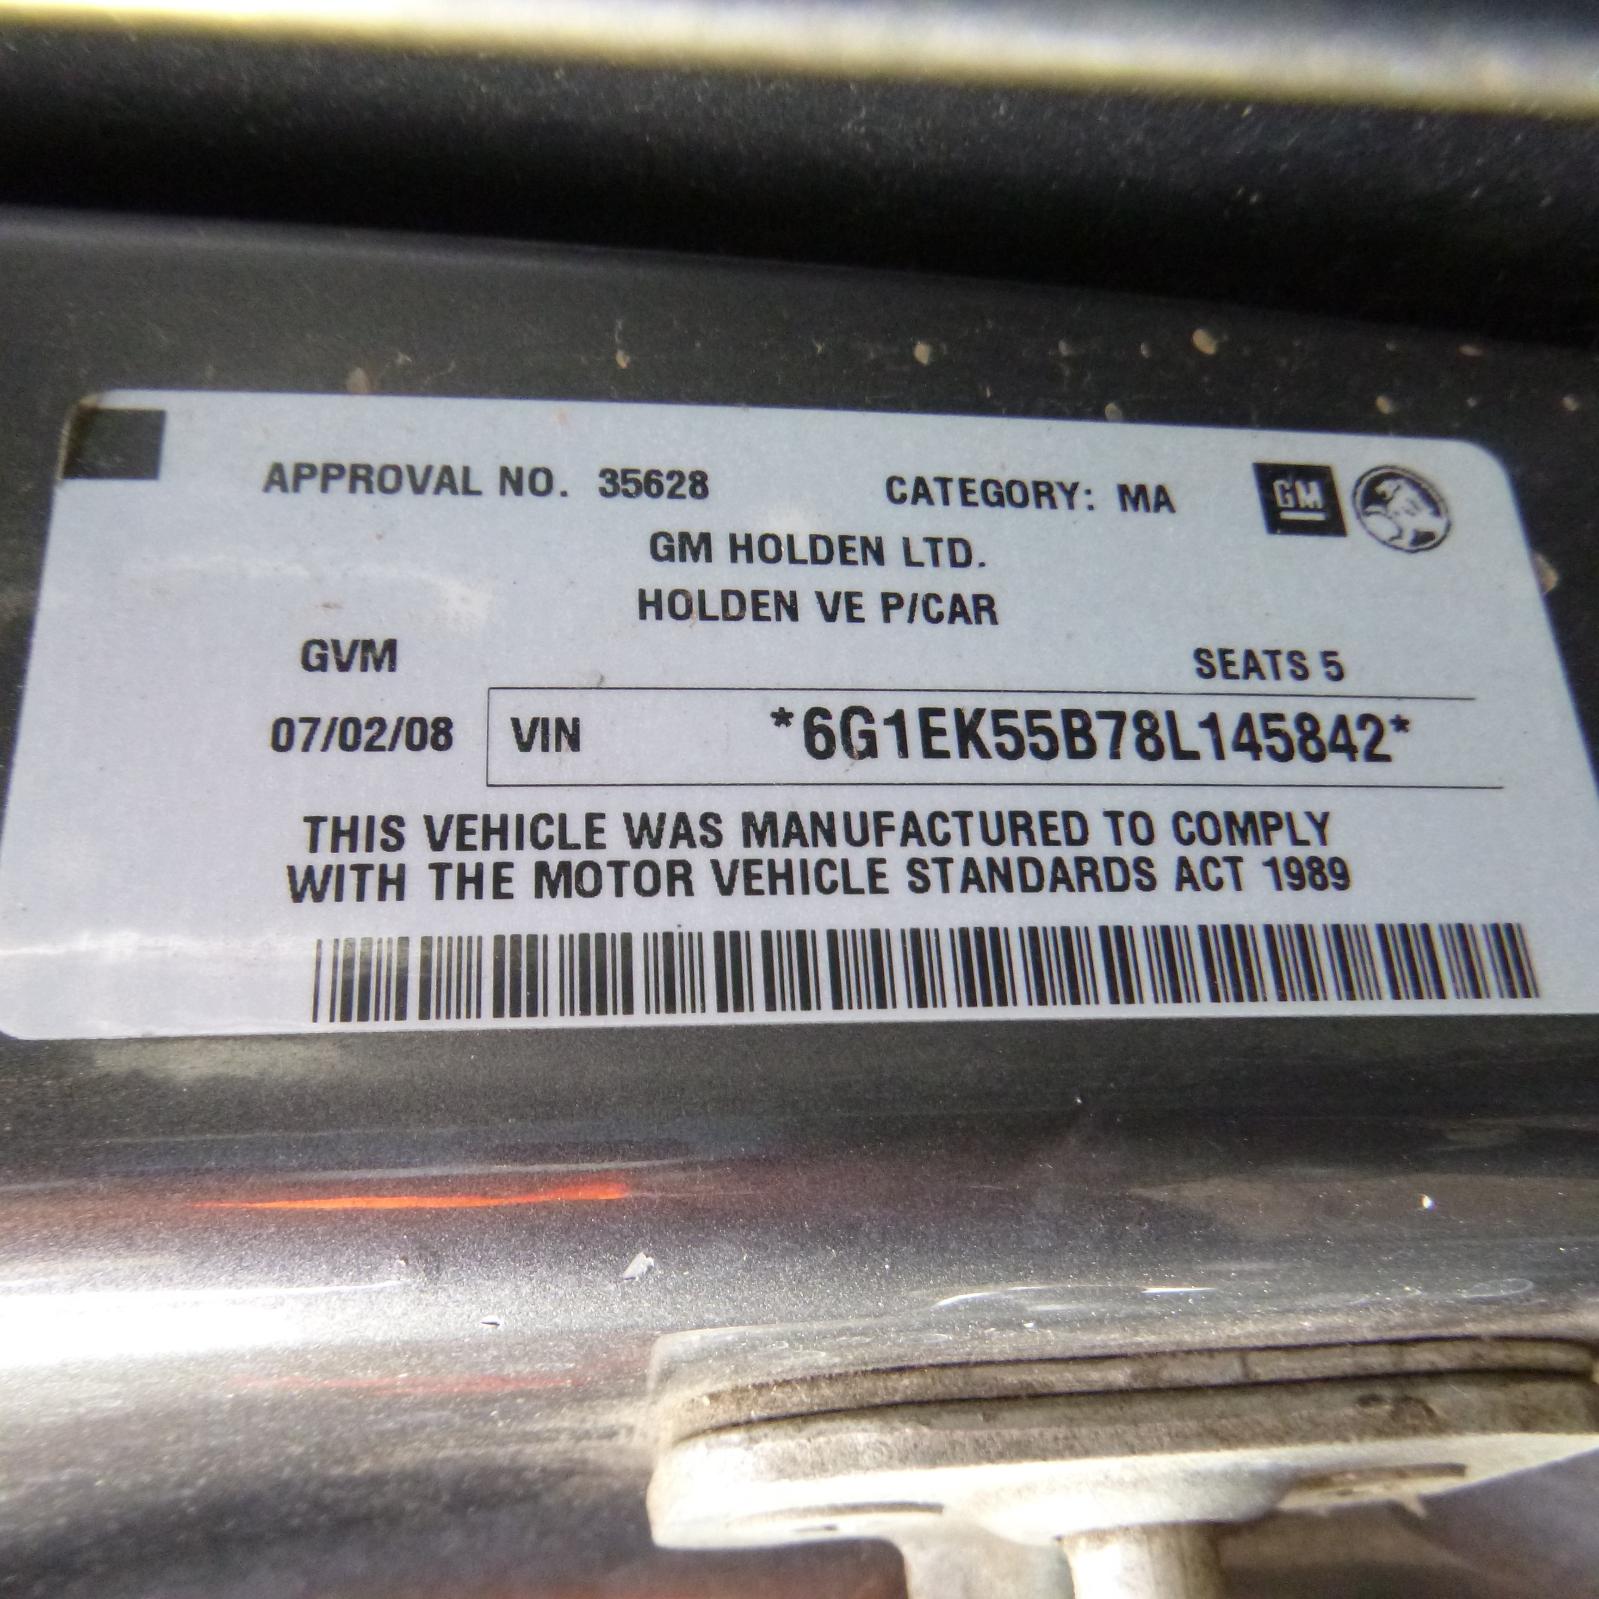 APPROVAL NO. 35628 CATEGORY: MA GM
GM HOLDEN LTD.
HOLDEN VE P/CAR
GVM SEATS 5
07/02/08 VIN *6G1EK55B78L145842*
THIS VEHICLE WAS MANUFACTURED TO COMPLY
WITH THE MOTOR VEHICLE STANDARDS ACT 1989